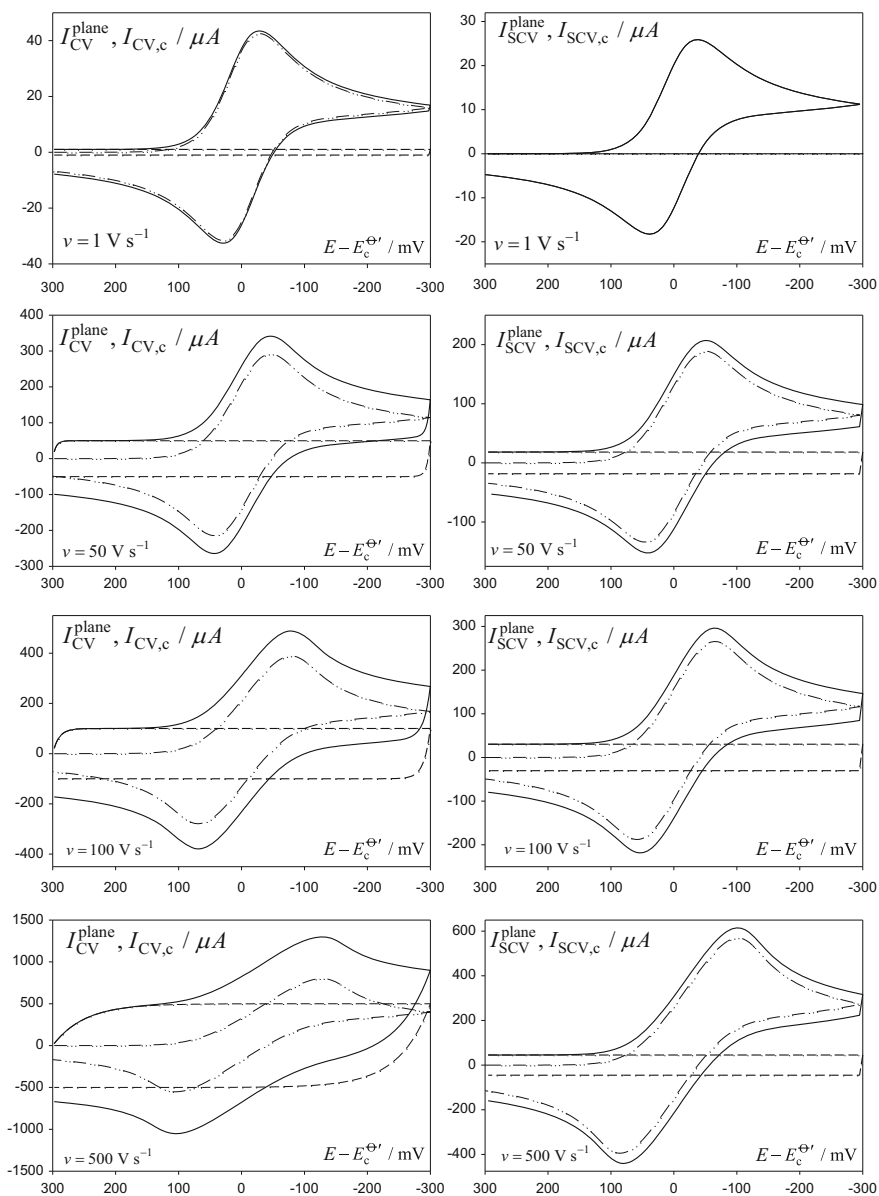 I_CV^plane, I_CV,c / μA
40
20
0
-20
-40
v = 1 V s⁻¹
E − E_c^⊖′ / mV
300 200 100 0 -100 -200 -300
I_SCV^plane, I_SCV,c / μA
30
20
10
0
-10
-20
v = 1 V s⁻¹
E − E_c^⊖′ / mV
300 200 100 0 -100 -200 -300
I_CV^plane, I_CV,c / μA
400
300
200
100
0
-100
-200
-300
v = 50 V s⁻¹
E − E_c^⊖′ / mV
300 200 100 0 -100 -200 -300
I_SCV^plane, I_SCV,c / μA
200
100
0
-100
v = 50 V s⁻¹
E − E_c^⊖′ / mV
300 200 100 0 -100 -200 -300
I_CV^plane, I_CV,c / μA
400
200
0
-200
-400
v = 100 V s⁻¹
E − E_c^⊖′ / mV
300 200 100 0 -100 -200 -300
I_SCV^plane, I_SCV,c / μA
300
200
100
0
-100
-200
v = 100 V s⁻¹
E − E_c^⊖′ / mV
300 200 100 0 -100 -200 -300
I_CV^plane, I_CV,c / μA
1500
1000
500
0
-500
-1000
-1500
v = 500 V s⁻¹
E − E_c^⊖′ / mV
300 200 100 0 -100 -200 -300
I_SCV^plane, I_SCV,c / μA
600
400
200
0
-200
-400
v = 500 V s⁻¹
E − E_c^⊖′ / mV
300 200 100 0 -100 -200 -300